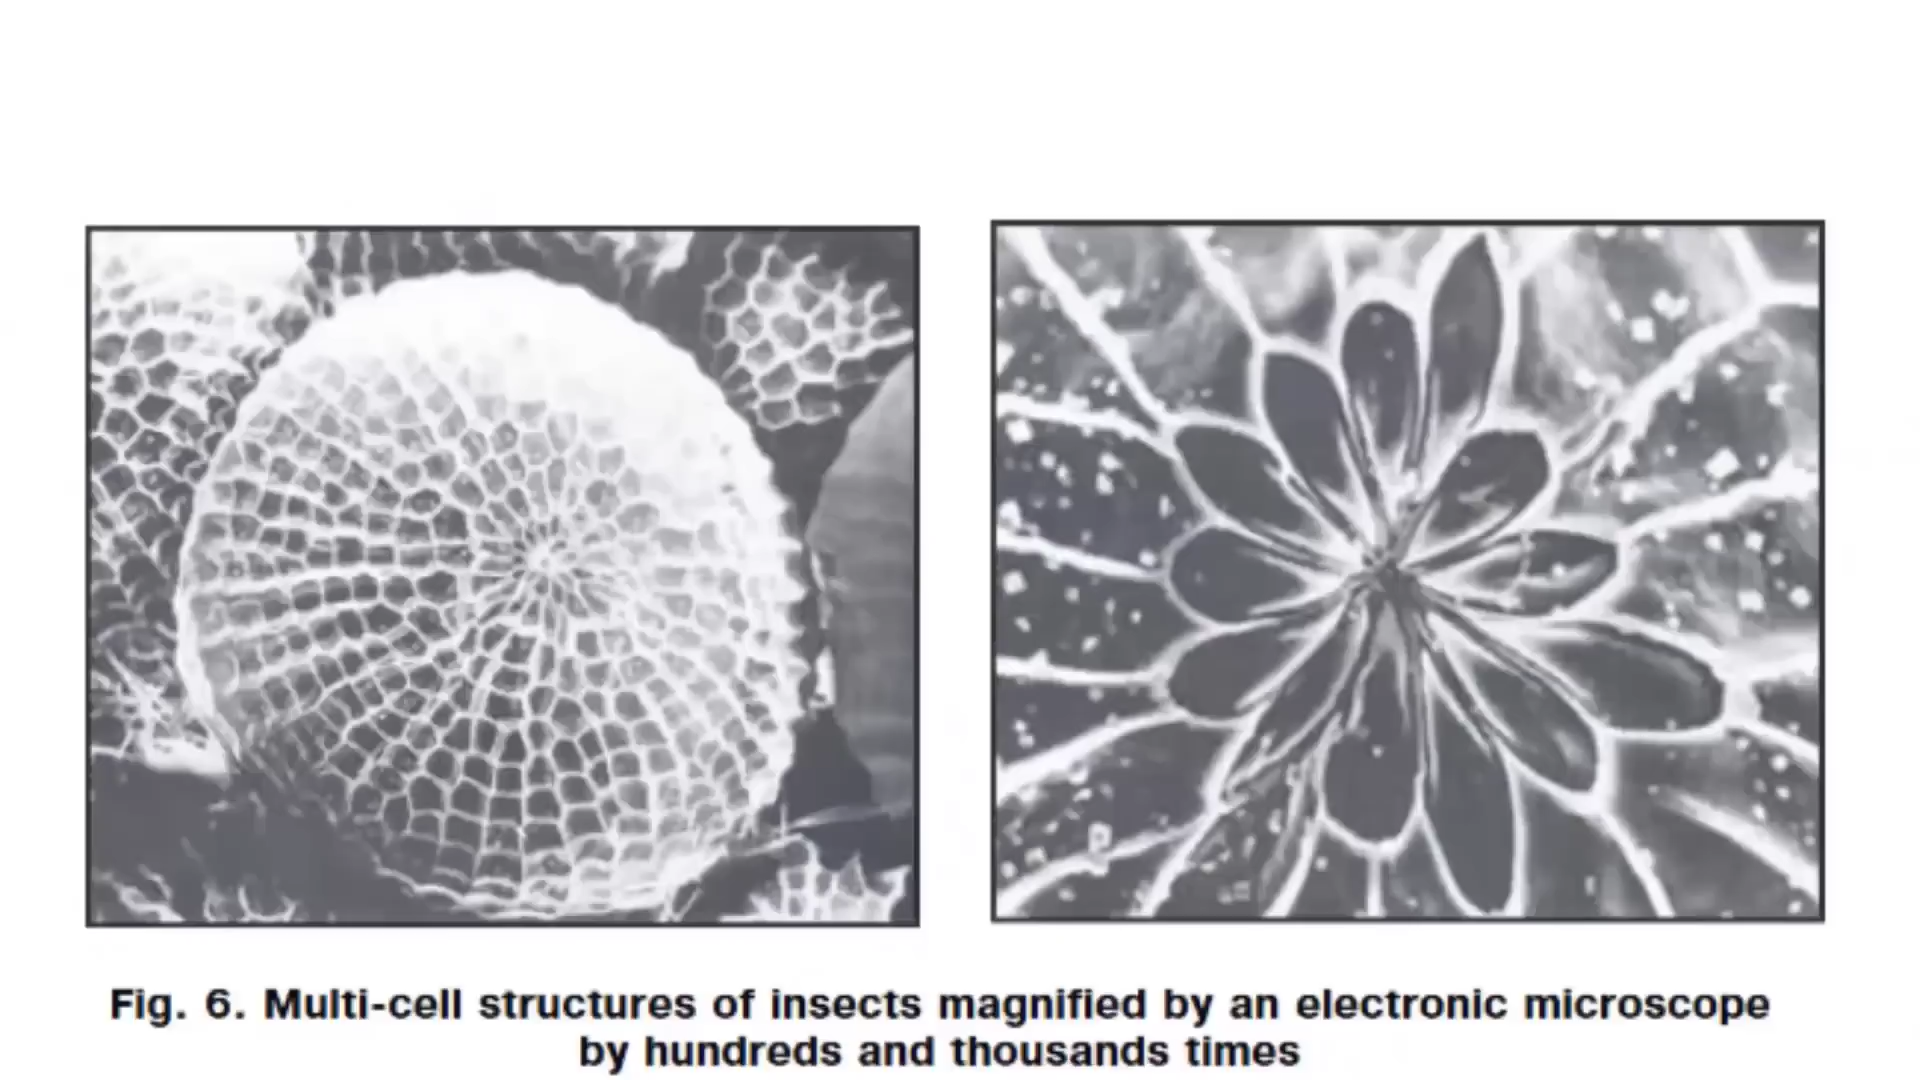 Fig. 6. Multi-cell structures of insects magnified by an electronic microscope
by hundreds and thousands times